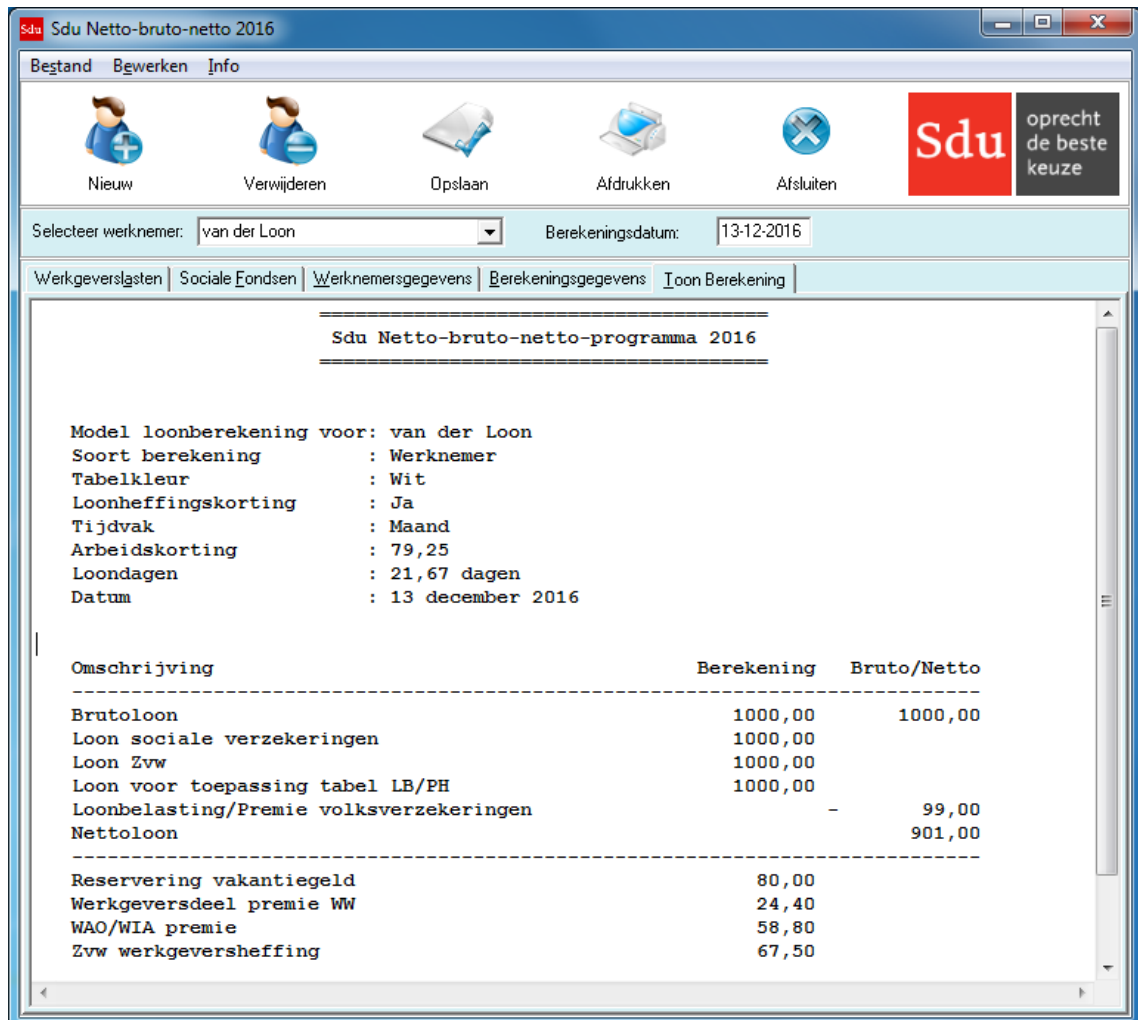 Sdu Sdu Netto-bruto-netto 2016
Bestand Bewerken Info
Sdu oprecht
de beste
keuze
Nieuw Verwijderen Opslaan Afdrukken Afsluiten
Selecteer werknemer: van der Loon Berekeningsdatum: 13-12-2016
Werkgeverslasten Sociale Fondsen Werknemersgegevens Berekeningsgegevens Toon Berekening
==========================================
Sdu Netto-bruto-netto-programma 2016
==========================================
Model loonberekening voor: van der Loon
Soort berekening : Werknemer
Tabelkleur : Wit
Loonheffingskorting : Ja
Tijdvak : Maand
Arbeidskorting : 79,25
Loondagen : 21,67 dagen
Datum : 13 december 2016
Omschrijving Berekening Bruto/Netto
-----------------------------------------------------------------------------
Brutoloon 1000,00 1000,00
Loon sociale verzekeringen 1000,00
Loon Zvw 1000,00
Loon voor toepassing tabel LB/PH 1000,00
Loonbelasting/Premie volksverzekeringen - 99,00
Nettoloon 901,00
-----------------------------------------------------------------------------
Reservering vakantiegeld 80,00
Werkgeversdeel premie WW 24,40
WAO/WIA premie 58,80
Zvw werkgeversheffing 67,50